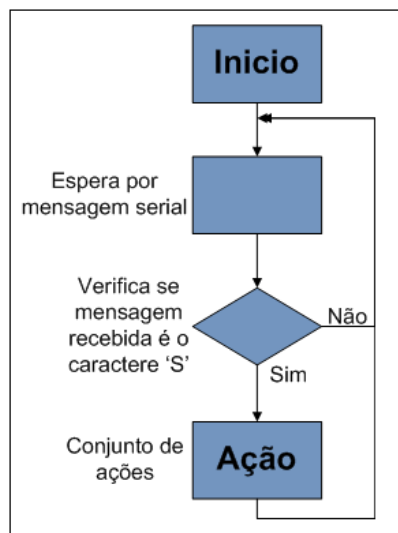 Inicio
Espera por
mensagem serial
Verifica se
mensagem
recebida é o
caractere ‘S’
Não
Sim
Conjunto de
ações
Ação